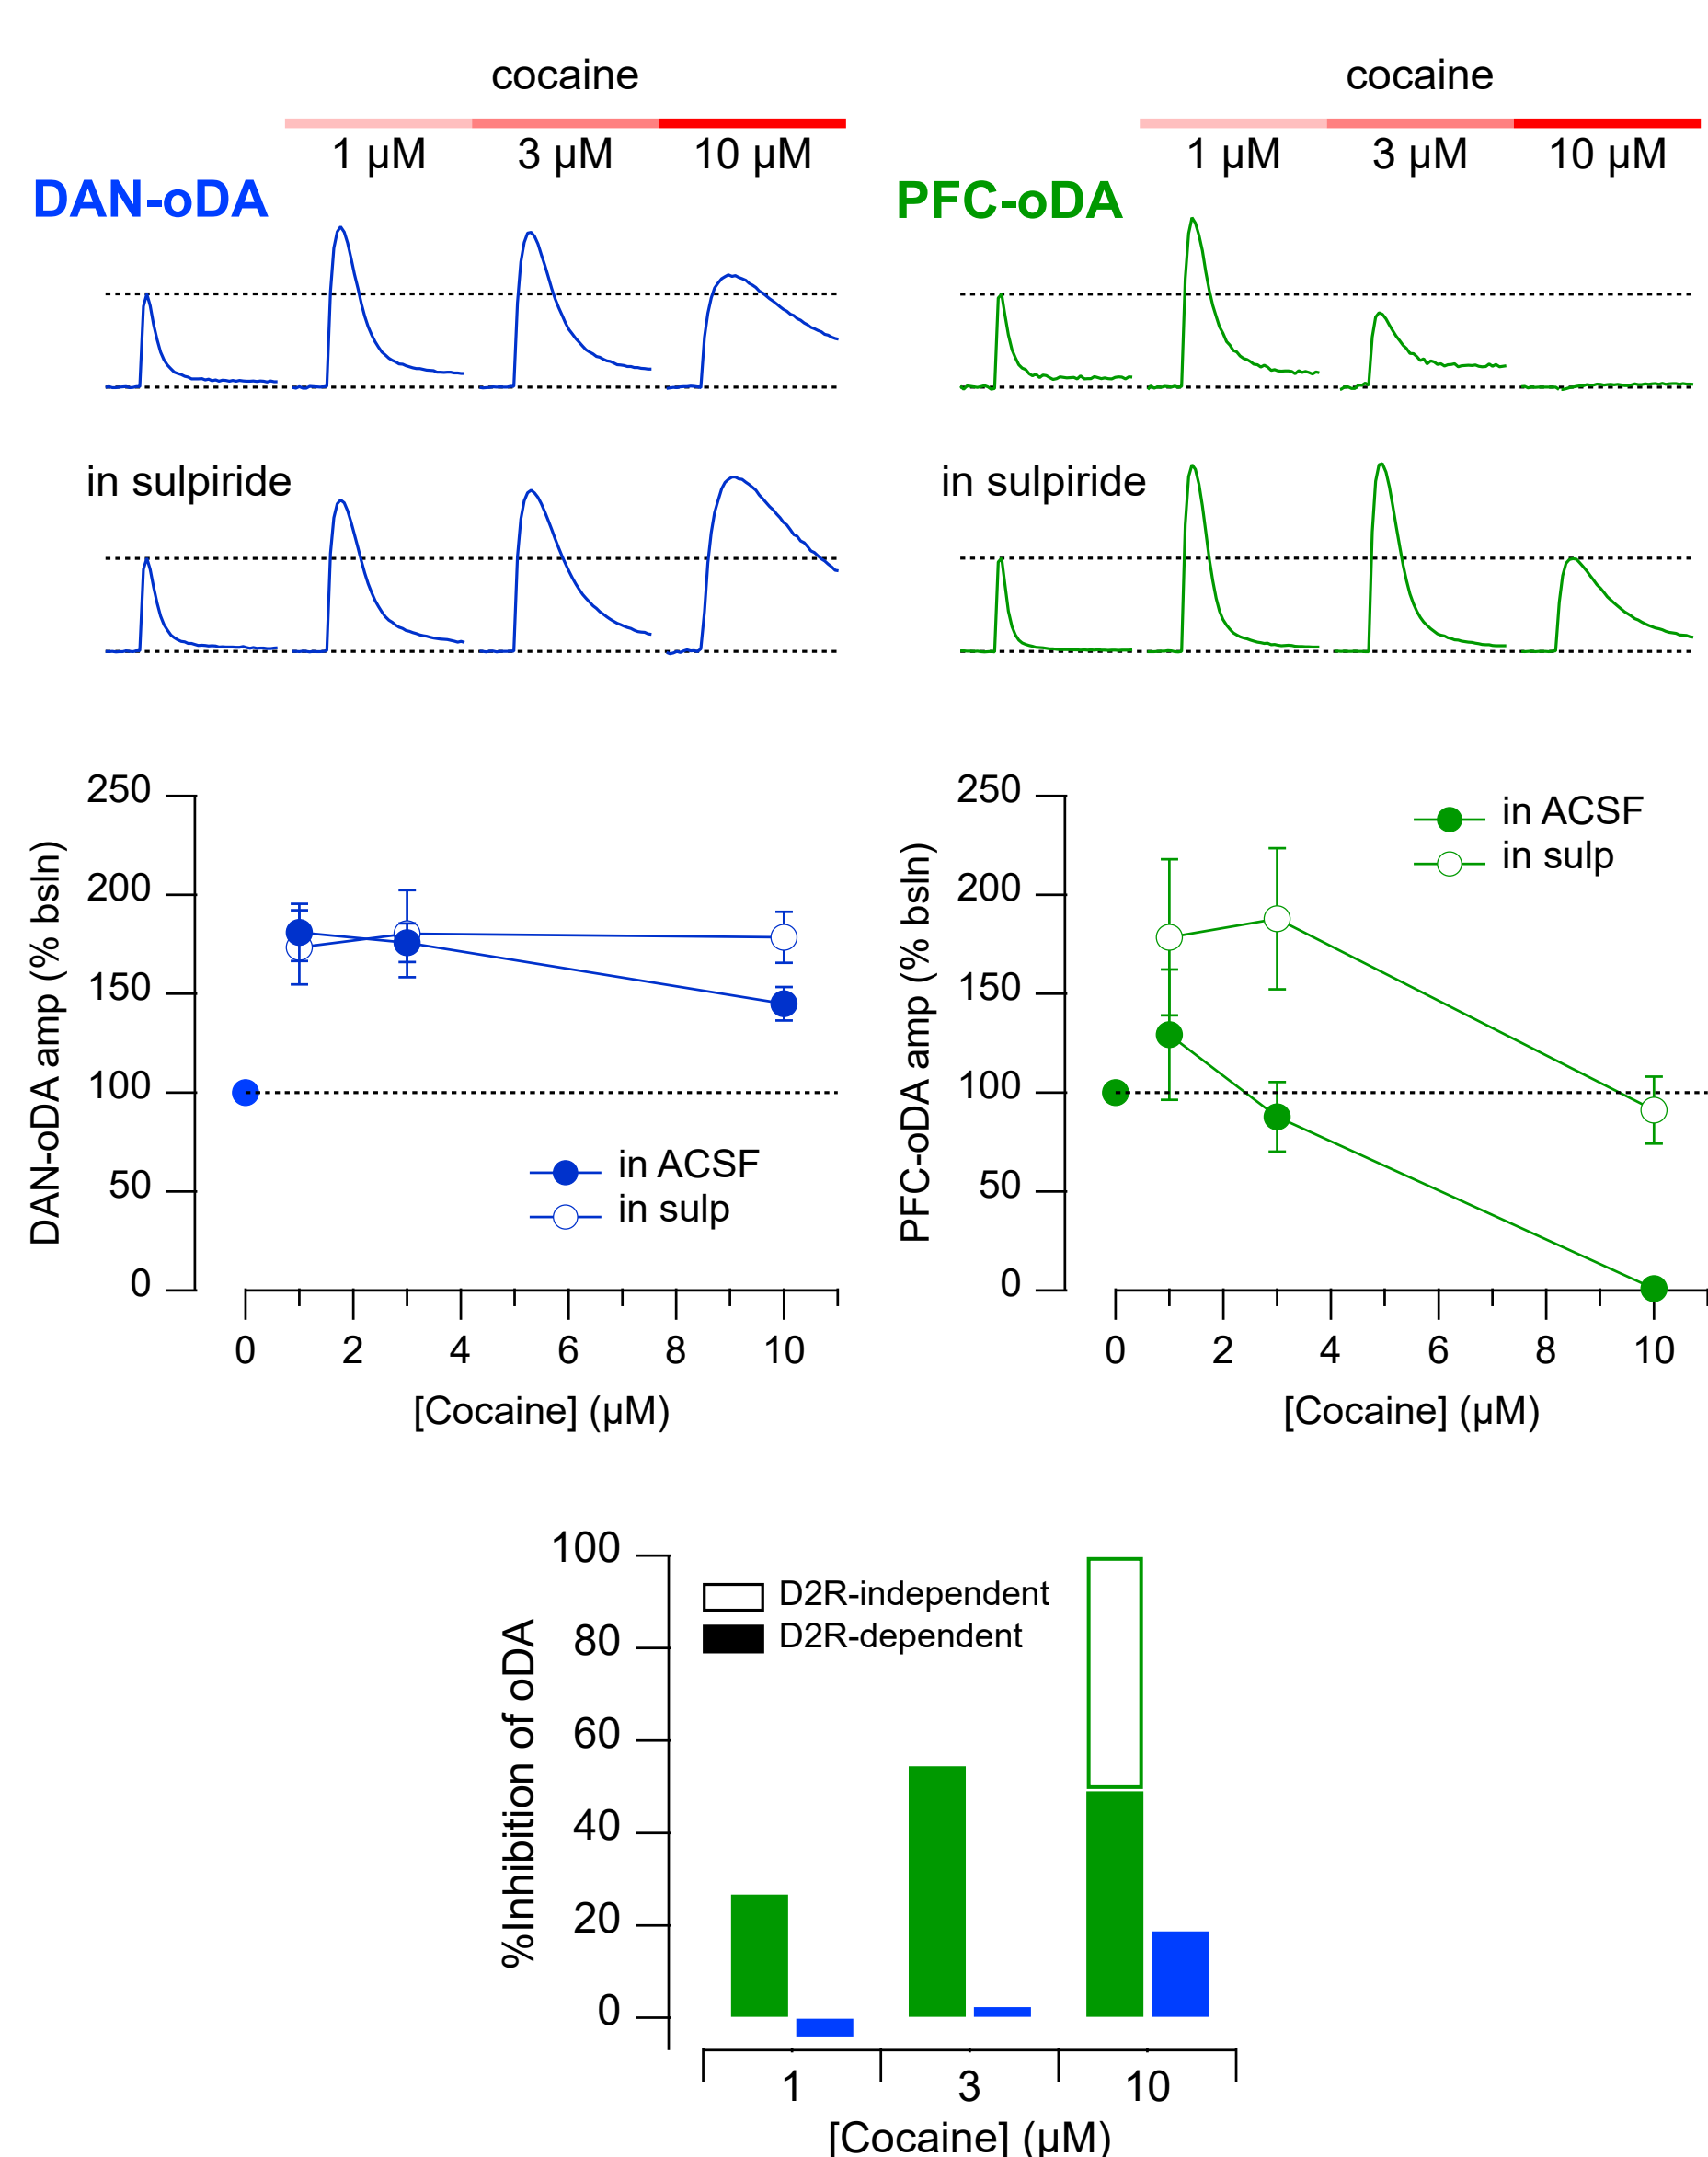 cocaine
1 µM 3 µM 10 µM
DAN-oDA
in sulpiride
cocaine
1 µM 3 µM 10 µM
PFC-oDA
in sulpiride
DAN-oDA amp (% bsln)
250
200
150
100
50
0
in ACSF
in sulp
0 2 4 6 8 10
[Cocaine] (µM)
PFC-oDA amp (% bsln)
250
200
150
100
50
0
in ACSF
in sulp
0 2 4 6 8 10
[Cocaine] (µM)
%Inhibition of oDA
100
80
60
40
20
0
D2R-independent
D2R-dependent
1 3 10
[Cocaine] (µM)